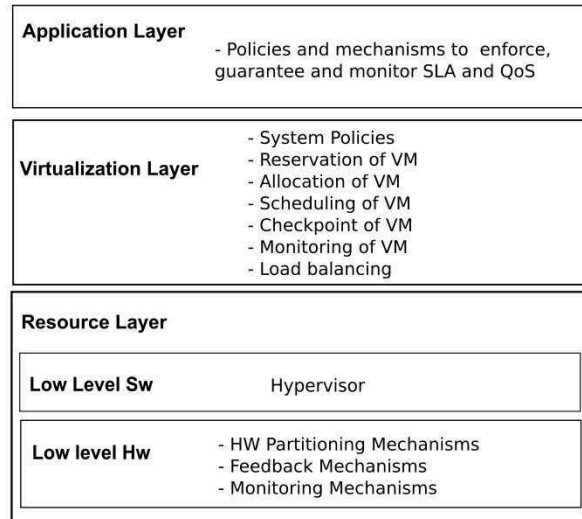 Application Layer
- Policies and mechanisms to enforce,
guarantee and monitor SLA and QoS
Virtualization Layer
- System Policies
- Reservation of VM
- Allocation of VM
- Scheduling of VM
- Checkpoint of VM
- Monitoring of VM
- Load balancing
Resource Layer
Low Level Sw
Hypervisor
Low level Hw
- HW Partitioning Mechanisms
- Feedback Mechanisms
- Monitoring Mechanisms